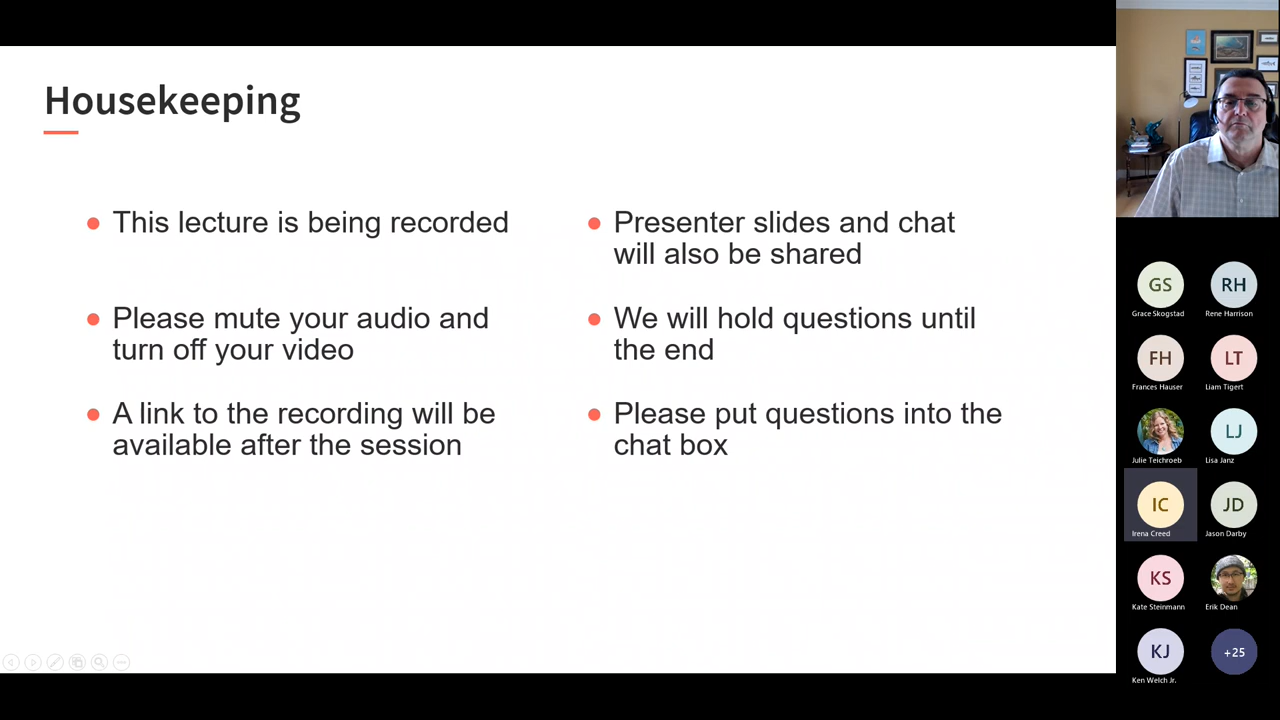 Housekeeping
This lecture is being recorded
Please mute your audio and
turn off your video
A link to the recording will be
available after the session
Presenter slides and chat
will also be shared
We will hold questions until
the end
Please put questions into the
chat box
GS
Grace Skogstad
RH
Rene Harrison
FH
Frances Hauser
LT
Liam Tigert
Julie Teichroeb
LJ
Lisa Janz
IC
Irena Creed
JD
Jason Darby
KS
Kate Steinmann
Erik Dean
KJ
Ken Welch Jr.
+25